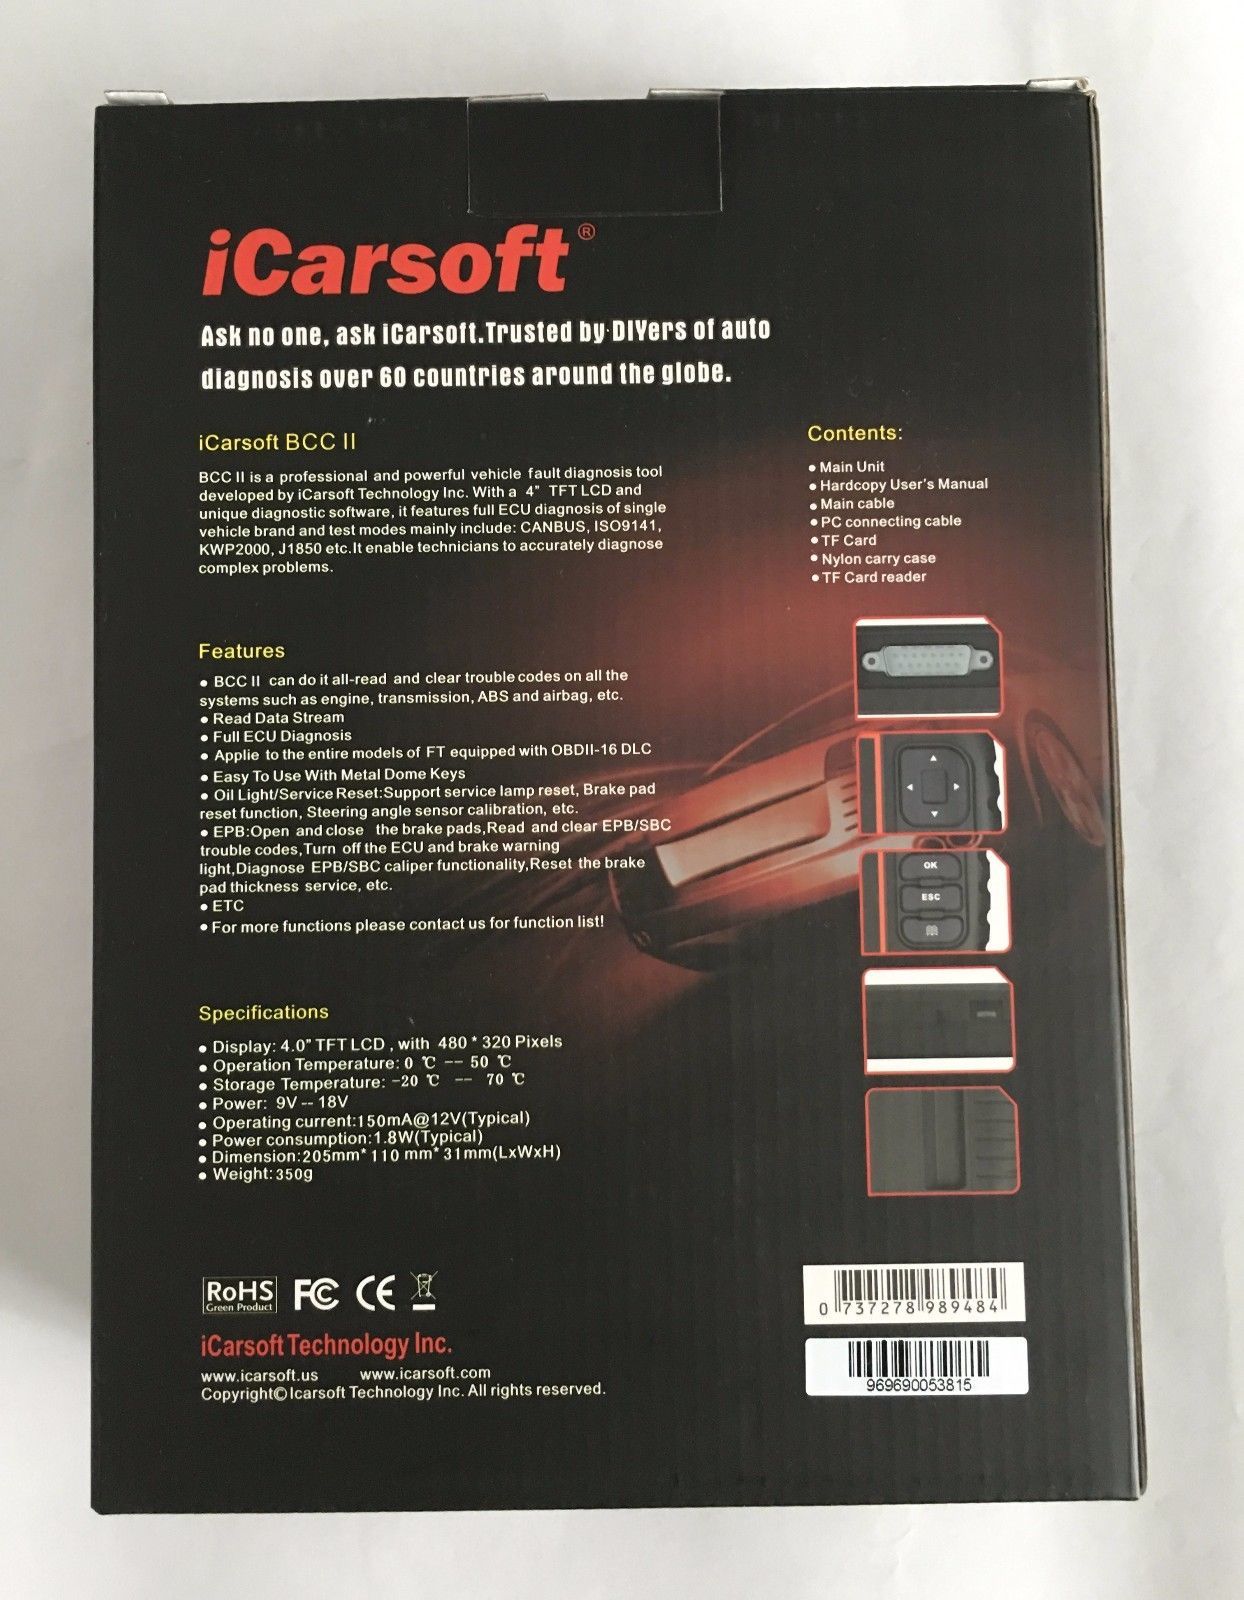 iCarsoft®
Ask no one, ask iCarsoft.Trusted by DIYers of auto
diagnosis over 60 countries around the globe.
iCarsoft BCC II
BCC II is a professional and powerful vehicle fault diagnosis tool
developed by iCarsoft Technology Inc. With a 4" TFT LCD and
unique diagnostic software, it features full ECU diagnosis of single
vehicle brand and test modes mainly include: CANBUS, ISO9141,
KWP2000, J1850 etc.It enable technicians to accurately diagnose
complex problems.
Contents:
● Main Unit
● Hardcopy User's Manual
● Main cable
● PC connecting cable
● TF Card
● Nylon carry case
● TF Card reader
Features
● BCC II can do it all-read and clear trouble codes on all the
systems such as engine, transmission, ABS and airbag, etc.
● Read Data Stream
● Full ECU Diagnosis
● Applie to the entire models of FT equipped with OBDII-16 DLC
● Easy To Use With Metal Dome Keys
● Oil Light/Service Reset:Support service lamp reset, Brake pad
reset function, Steering angle sensor calibration, etc.
● EPB:Open and close the brake pads,Read and clear EPB/SBC
trouble codes,Turn off the ECU and brake warning
light,Diagnose EPB/SBC caliper functionality,Reset the brake
pad thickness service, etc.
● ETC
● For more functions please contact us for function list!
OK
ESC
Specifications
● Display: 4.0" TFT LCD , with 480 * 320 Pixels
● Operation Temperature: 0 ℃ -- 50 ℃
● Storage Temperature: -20 ℃ -- 70 ℃
● Power: 9V -- 18V
● Operating current:150mA@12V(Typical)
● Power consumption:1.8W(Typical)
● Dimension:205mm* 110 mm* 31mm(LxWxH)
● Weight:350g
RoHS
Green Product
FC CE
iCarsoft Technology Inc.
www.icarsoft.us www.icarsoft.com
Copyright© Icarsoft Technology Inc. All rights reserved.
0 737278 989484
969690053815